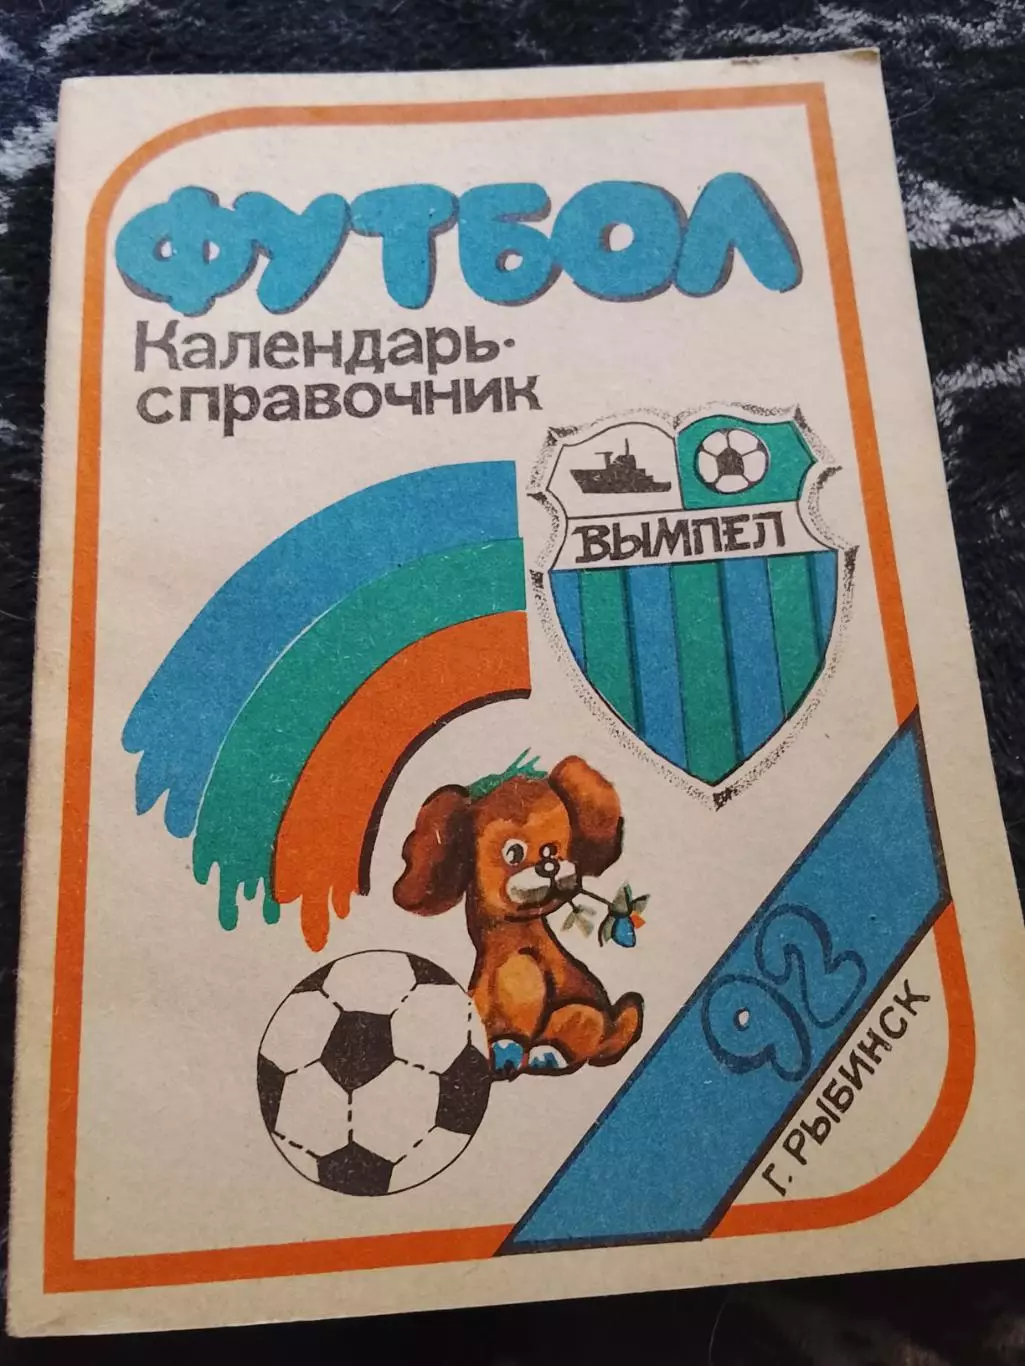 ФУТБОЛ
Календарь-
справочник
ВЫМПЕЛ
92
г. РЫБИНСК